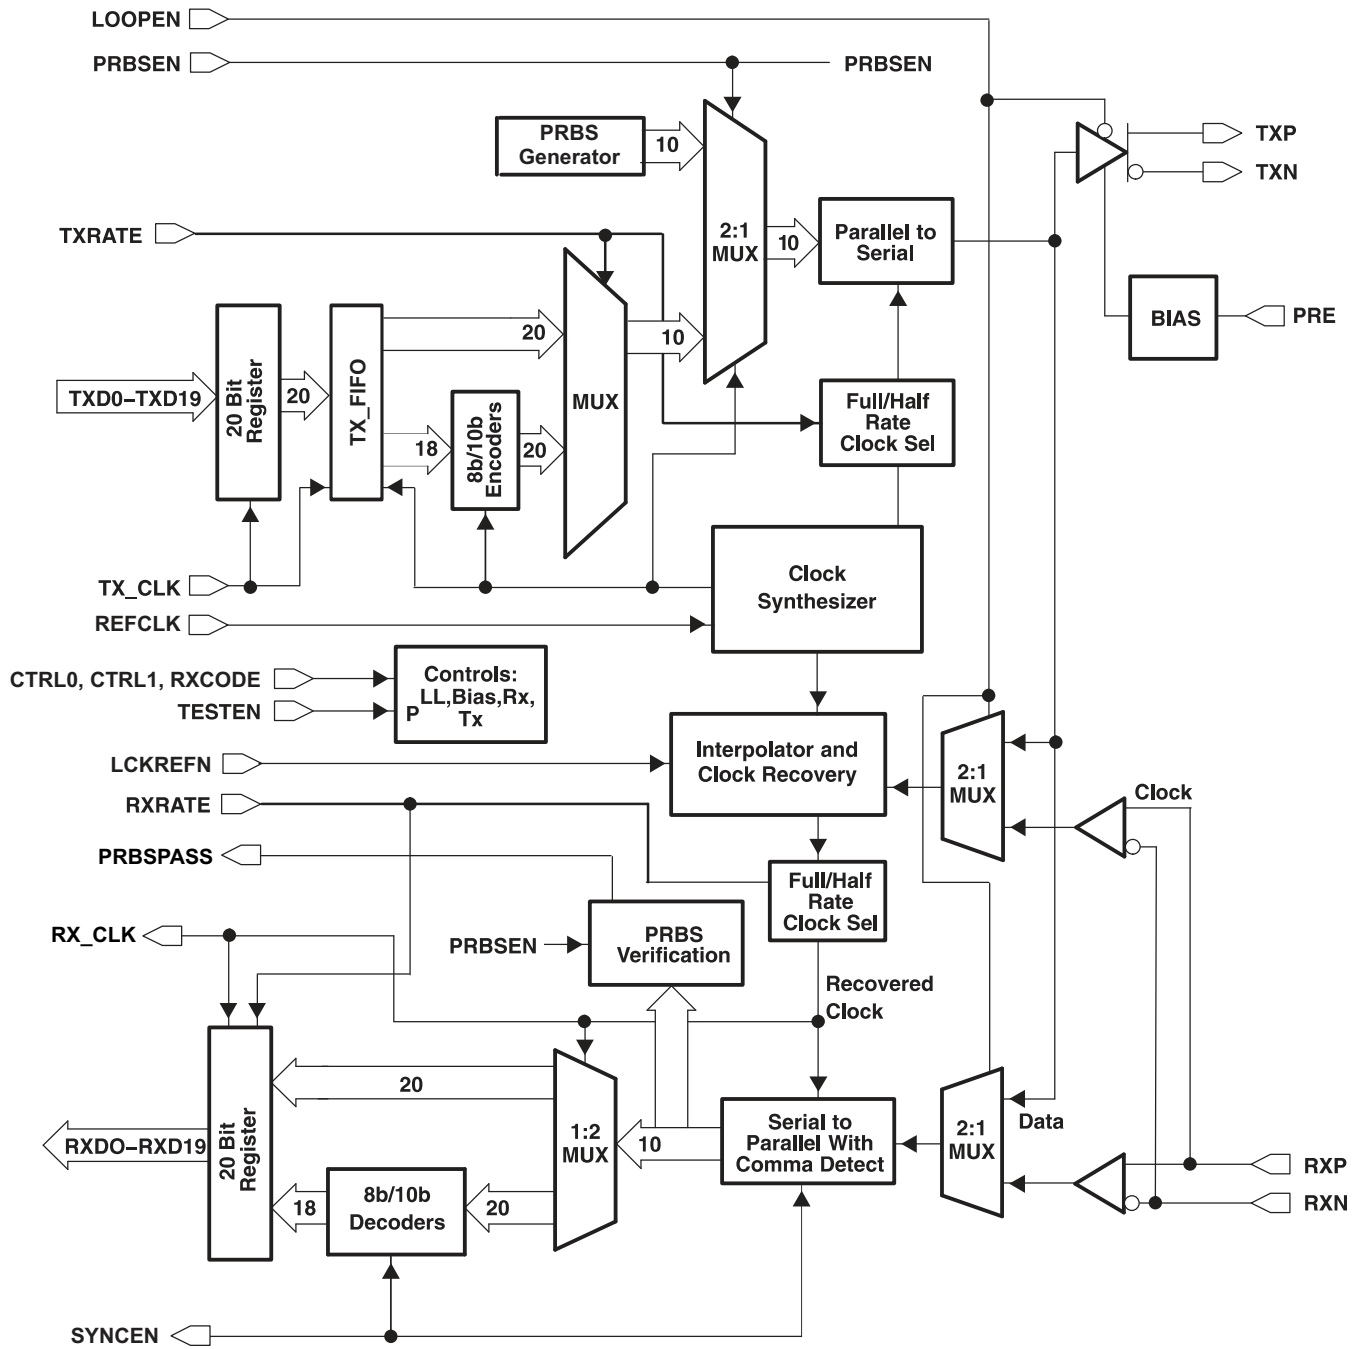 LOOPEN
PRBSEN
PRBSEN
PRBS
Generator
10
TXP
TXN
TXRATE
2:1
MUX
10
Parallel to
Serial
BIAS
PRE
20 Bit
Register
TXD0–TXD19
20
TX_FIFO
20
18
8b/10b
Encoders
20
MUX
10
Full/Half
Rate
Clock Sel
TX_CLK
REFCLK
Clock
Synthesizer
CTRL0, CTRL1, RXCODE
TESTEN
Controls:
LL,Bias,Rx,
P Tx
LCKREFN
Interpolator and
Clock Recovery
2:1
MUX
Clock
RXRATE
PRBSPASS
Full/Half
Rate
Clock Sel
RX_CLK
PRBSEN
PRBS
Verification
Recovered
Clock
20 Bit
Register
RXDO–RXD19
20
1:2
MUX
10
Serial to
Parallel With
Comma Detect
2:1
MUX
Data
18
8b/10b
Decoders
20
RXP
RXN
SYNCEN